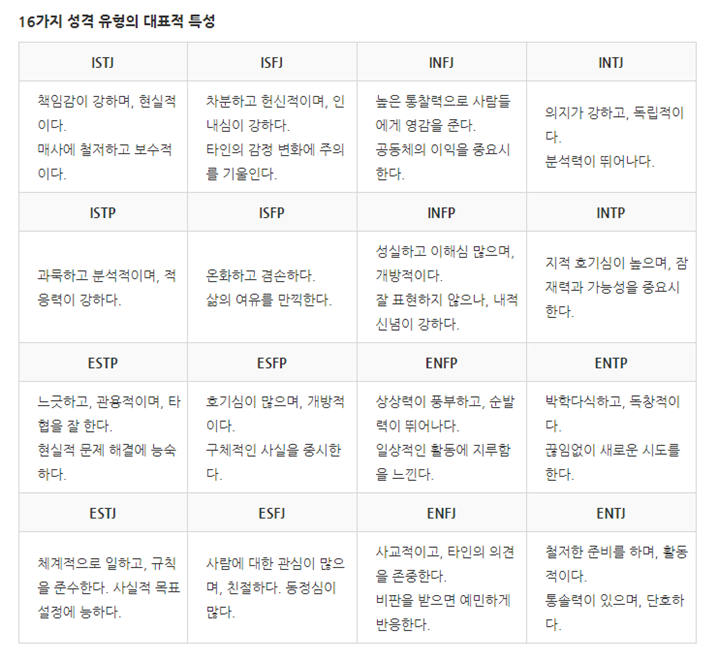 16가지 성격 유형의 대표적 특성
ISTJ
ISFJ
INFJ
INTJ
책임감이 강하며, 현실적
이다.
매사에 철저하고 보수적
이다.
차분하고 헌신적이며, 인
내심이 강하다.
타인의 감정 변화에 주의
를 기울인다.
높은 통찰력으로 사람들
에게 영감을 준다.
공동체의 이익을 중요시
한다.
의지가 강하고, 독립적이
다.
분석력이 뛰어나다.
ISTP
ISFP
INFP
INTP
과묵하고 분석적이며, 적
응력이 강하다.
온화하고 겸손하다.
삶의 여유를 만끽한다.
성실하고 이해심 많으며,
개방적이다.
잘 표현하지 않으나, 내적
신념이 강하다.
지적 호기심이 높으며, 잠
재력과 가능성을 중요시
한다.
ESTP
ESFP
ENFP
ENTP
느긋하고, 관용적이며, 타
협을 잘 한다.
현실적 문제 해결에 능숙
하다.
호기심이 많으며, 개방적
이다.
구체적인 사실을 중시한
다.
상상력이 풍부하고, 순발
력이 뛰어나다.
일상적인 활동에 지루함
을 느낀다.
박학다식하고, 독창적이
다.
끊임없이 새로운 시도를
한다.
ESTJ
ESFJ
ENFJ
ENTJ
체계적으로 일하고, 규칙
을 준수한다. 사실적 목표
설정에 능하다.
사람에 대한 관심이 많으
며, 친절하다. 동정심이
많다.
사교적이고, 타인의 의견
을 존중한다.
비판을 받으면 예민하게
반응한다.
철저한 준비를 하며, 활동
적이다.
통솔력이 있으며, 단호하
다.